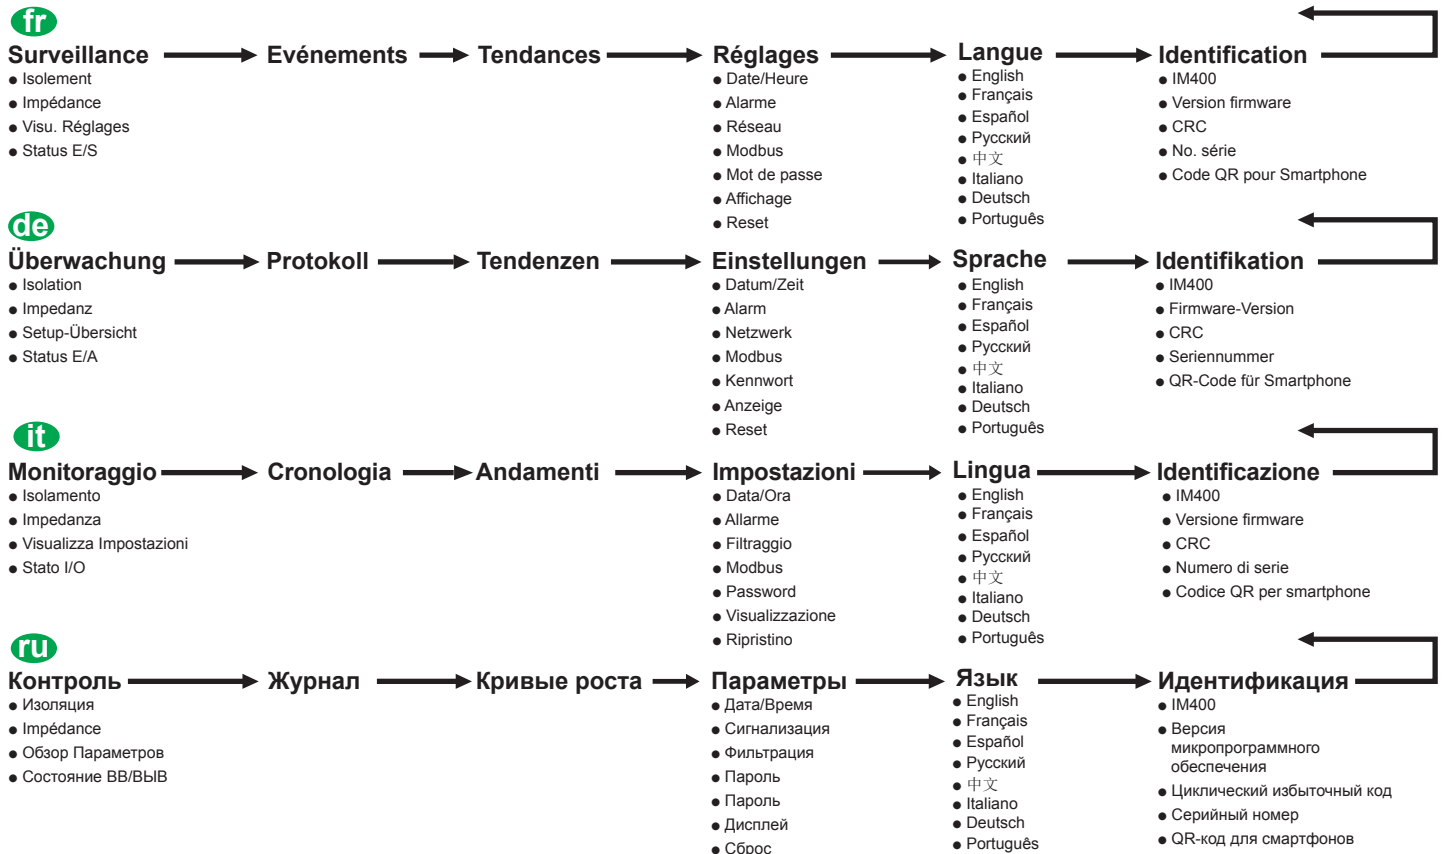 fr
Surveillance
Isolement
Impédance
Visu. Réglages
Status E/S
Evénements
Tendances
Réglages
Date/Heure
Alarme
Réseau
Modbus
Mot de passe
Affichage
Reset
Langue
English
Français
Español
Русский
中文
Italiano
Deutsch
Português
Identification
IM400
Version firmware
CRC
No. série
Code QR pour Smartphone
de
Überwachung
Isolation
Impedanz
Setup-Übersicht
Status E/A
Protokoll
Tendenzen
Einstellungen
Datum/Zeit
Alarm
Netzwerk
Modbus
Kennwort
Anzeige
Reset
Sprache
English
Français
Español
Русский
中文
Italiano
Deutsch
Português
Identifikation
IM400
Firmware-Version
CRC
Seriennummer
QR-Code für Smartphone
it
Monitoraggio
Isolamento
Impedanza
Visualizza Impostazioni
Stato I/O
Cronologia
Andamenti
Impostazioni
Data/Ora
Allarme
Filtraggio
Modbus
Password
Visualizzazione
Ripristino
Lingua
English
Français
Español
Русский
中文
Italiano
Deutsch
Português
Identificazione
IM400
Versione firmware
CRC
Numero di serie
Codice QR per smartphone
ru
Контроль
Изоляция
Impédance
Обзор Параметров
Состояние ВВ/ВЫВ
Журнал
Кривые роста
Параметры
Дата/Время
Сигнализация
Фильтрация
Пароль
Пароль
Дисплей
Сброс
Язык
English
Français
Español
Русский
中文
Italiano
Deutsch
Português
Идентификация
IM400
Версия
микропрограммного
обеспечения
Циклический избыточный код
Серийный номер
QR-код для смартфонов